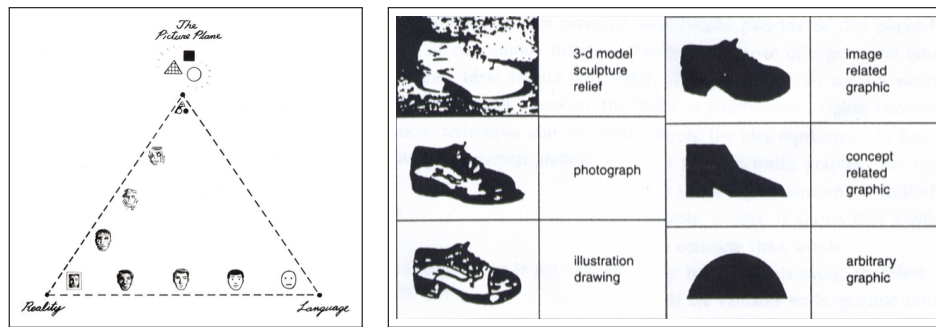 The
Picture Plane
Reality
Language
3-d model
sculpture
relief
photograph
illustration
drawing
image
related
graphic
concept
related
graphic
arbitrary
graphic